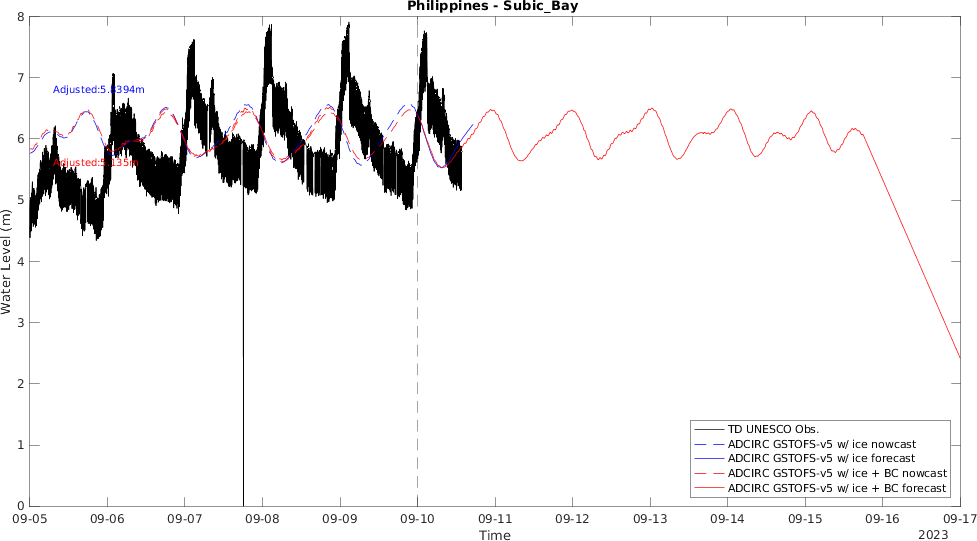 Philippines - Subic_Bay
8
7
6
5
4
3
2
1
0
Water Level (m)
Adjusted:5.8394m
TD UNESCO Obs.
ADCIRC GSTOFS-v5 w/ ice nowcast
ADCIRC GSTOFS-v5 w/ ice forecast
ADCIRC GSTOFS-v5 w/ ice + BC nowcast
ADCIRC GSTOFS-v5 w/ ice + BC forecast
09-05 09-06 09-07 09-08 09-09 09-10 09-11 09-12 09-13 09-14 09-15 09-16 09-17
Time
2023